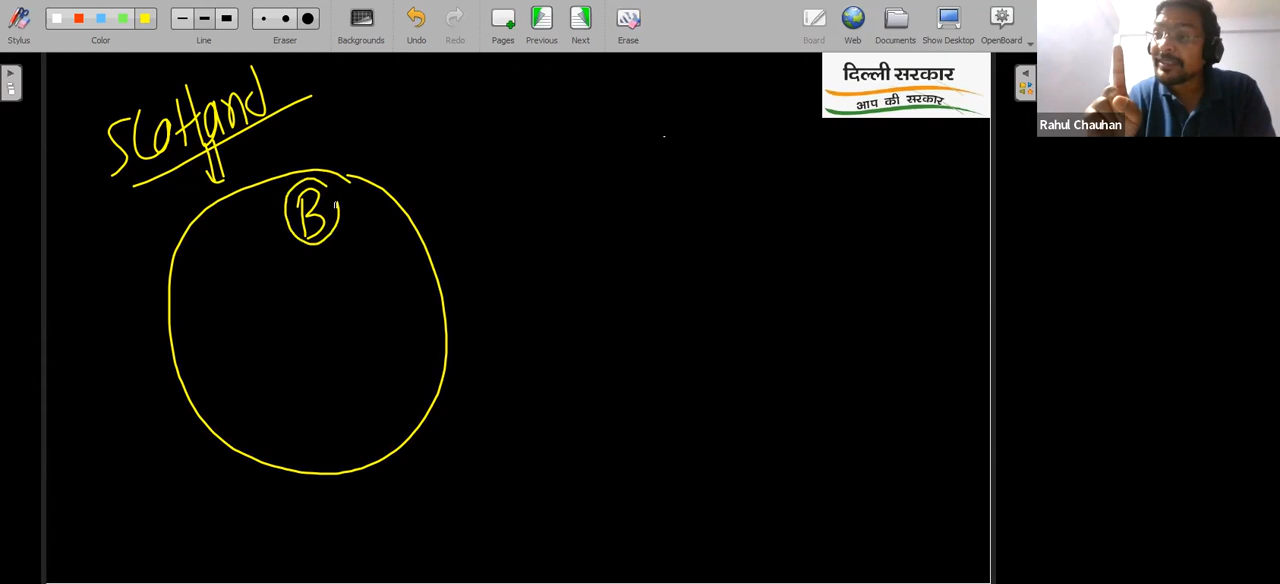 Stylus
Color
Line
Eraser
Backgrounds
Undo
Redo
Pages
Previous
Next
Erase
Board
Web
Documents
Show Desktop
OpenBoard
दिल्ली सरकार
आप की सरकार
Rahul Chauhan
Scotland
B